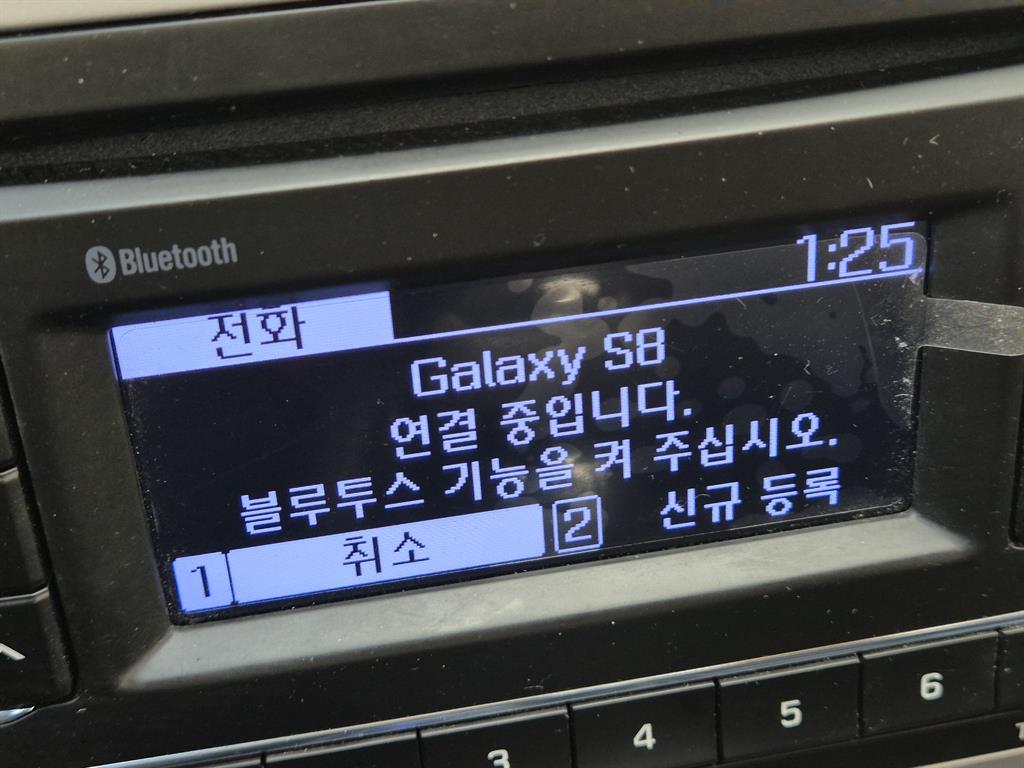 Bluetooth
1:25
전화
Galaxy S8
연결 중입니다.
블루투스 기능을 켜 주십시오.
1 취소 2 신규 등록
3 4 5 6